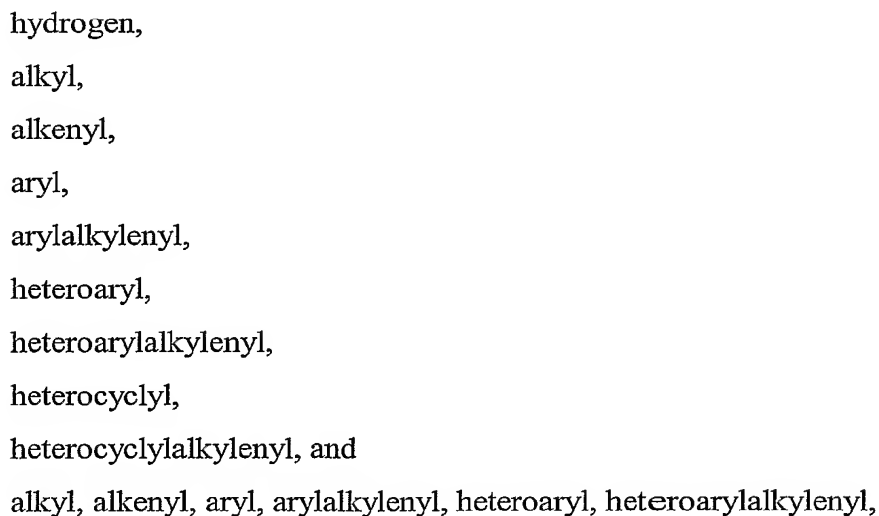 hydrogen,
alkyl,
alkenyl,
aryl,
arylalkylenyl,
heteroaryl,
heteroarylalkylenyl,
heterocyclyl,
heterocyclylalkylenyl, and
alkyl, alkenyl, aryl, arylalkylenyl, heteroaryl, heteroarylalkylenyl,